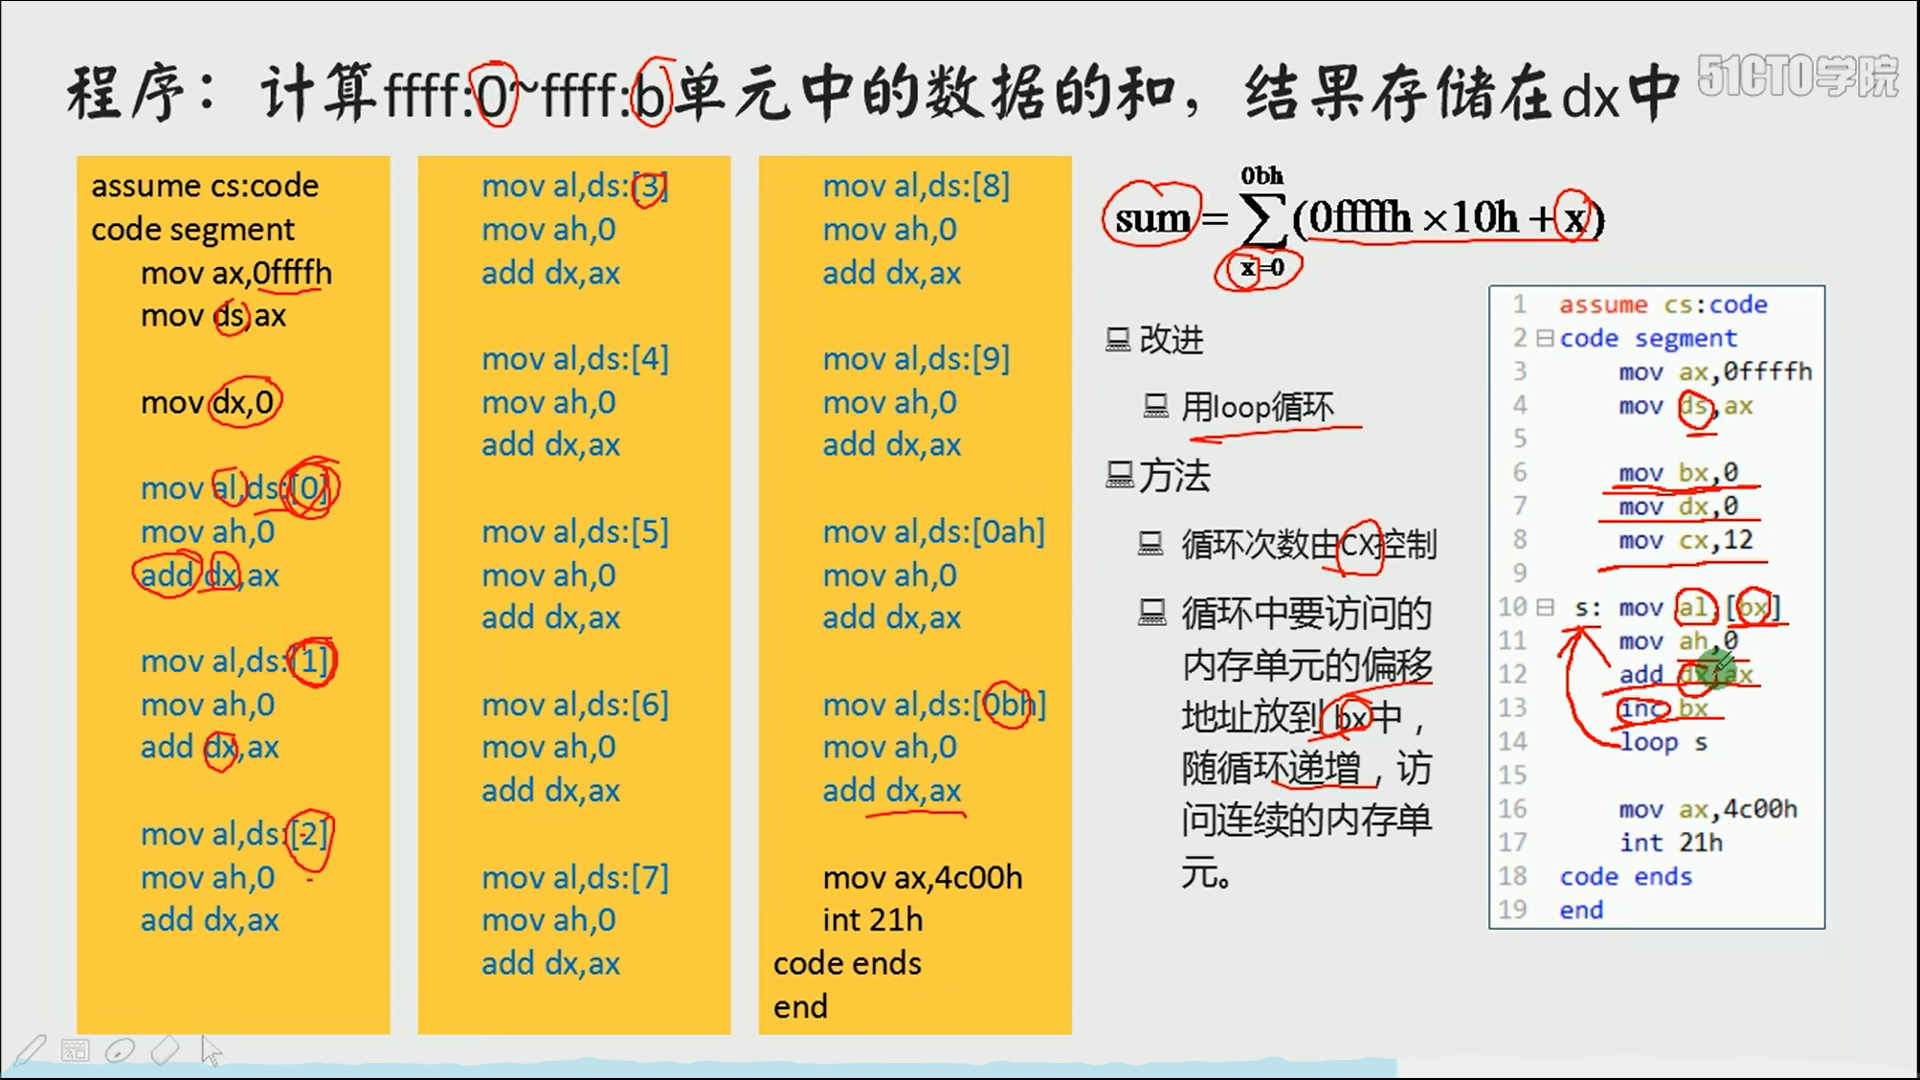 程序：计算ffff:0~ffff:b单元中的数据的和，结果存储在dx中
51CTO学院
assume cs:code
code segment
mov ax,0ffffh
mov ds,ax
mov dx,0
mov al,ds:[0]
mov ah,0
add dx,ax
mov al,ds:[1]
mov ah,0
add dx,ax
mov al,ds:[2]
mov ah,0
add dx,ax
mov al,ds:[3]
mov ah,0
add dx,ax
mov al,ds:[4]
mov ah,0
add dx,ax
mov al,ds:[5]
mov ah,0
add dx,ax
mov al,ds:[6]
mov ah,0
add dx,ax
mov al,ds:[7]
mov ah,0
add dx,ax
mov al,ds:[8]
mov ah,0
add dx,ax
mov al,ds:[9]
mov ah,0
add dx,ax
mov al,ds:[0ah]
mov ah,0
add dx,ax
mov al,ds:[0bh]
mov ah,0
add dx,ax
mov ax,4c00h
int 21h
code ends
end
0bh
sum = ∑(0ffffh ×10h + x)
x=0
改进
用loop循环
方法
循环次数由CX控制
循环中要访问的
内存单元的偏移
地址放到bx中，
随循环递增，访
问连续的内存单
元。
1 assume cs:code
2 code segment
3 mov ax,0ffffh
4 mov ds,ax
5
6 mov bx,0
7 mov dx,0
8 mov cx,12
9
10 s: mov al,[bx]
11 mov ah,0
12 add dx,ax
13 inc bx
14 loop s
15
16 mov ax,4c00h
17 int 21h
18 code ends
19 end